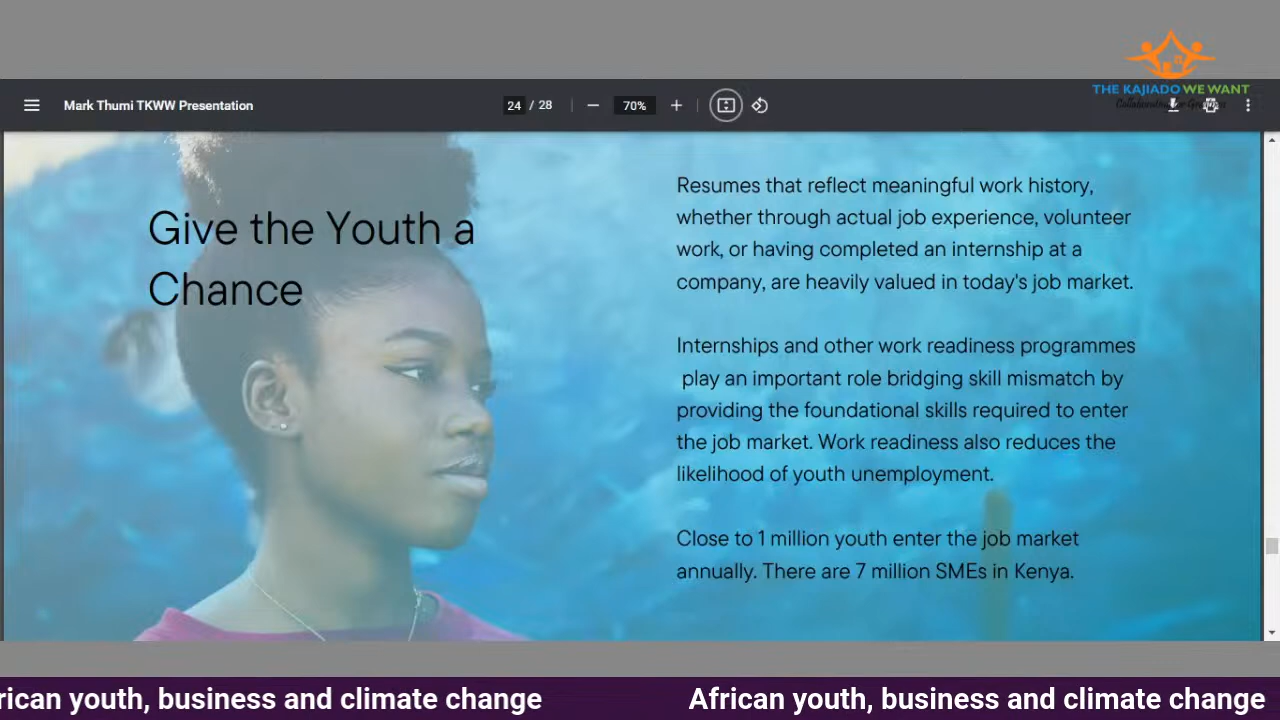 THE KAJIADO WE WANT
Mark Thumi TKWW Presentation
24 / 28
70%
Give the Youth a
Chance
Resumes that reflect meaningful work history,
whether through actual job experience, volunteer
work, or having completed an internship at a
company, are heavily valued in today's job market.
Internships and other work readiness programmes
play an important role bridging skill mismatch by
providing the foundational skills required to enter
the job market. Work readiness also reduces the
likelihood of youth unemployment.
Close to 1 million youth enter the job market
annually. There are 7 million SMEs in Kenya.
rican youth, business and climate change
African youth, business and climate change